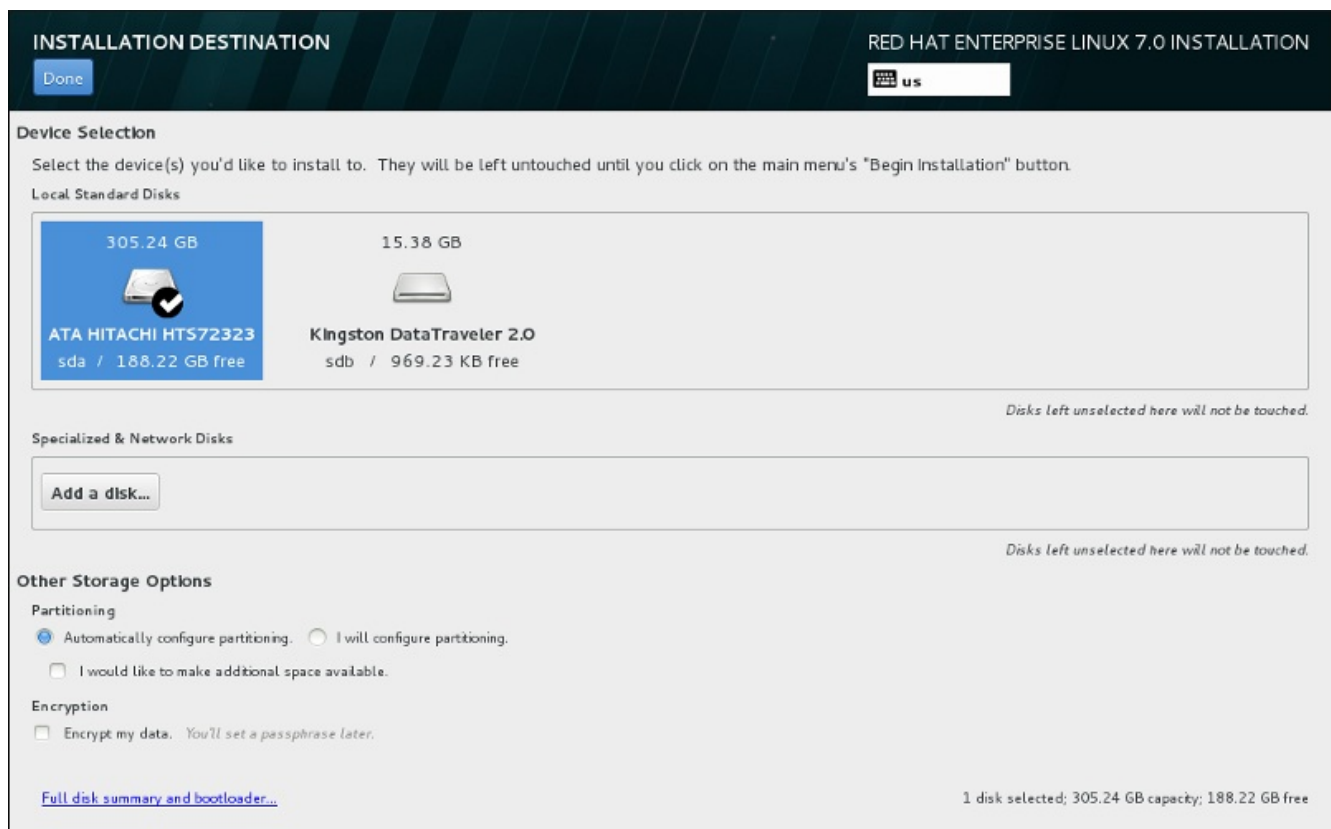 INSTALLATION DESTINATION
RED HAT ENTERPRISE LINUX 7.0 INSTALLATION
Done
us
Device Selection
Select the device(s) you'd like to install to. They will be left untouched until you click on the main menu's "Begin Installation" button.
Local Standard Disks
305.24 GB
ATA HITACHI HTS72323
sda / 188.22 GB free
15.38 GB
Kingston DataTraveler 2.0
sdb / 969.23 KB free
Disks left unselected here will not be touched.
Specialized & Network Disks
Add a disk...
Disks left unselected here will not be touched.
Other Storage Options
Partitioning
Automatically configure partitioning. I will configure partitioning.
I would like to make additional space available.
Encryption
Encrypt my data. You'll set a passphrase later.
Full disk summary and bootloader...
1 disk selected; 305.24 GB capacity; 188.22 GB free